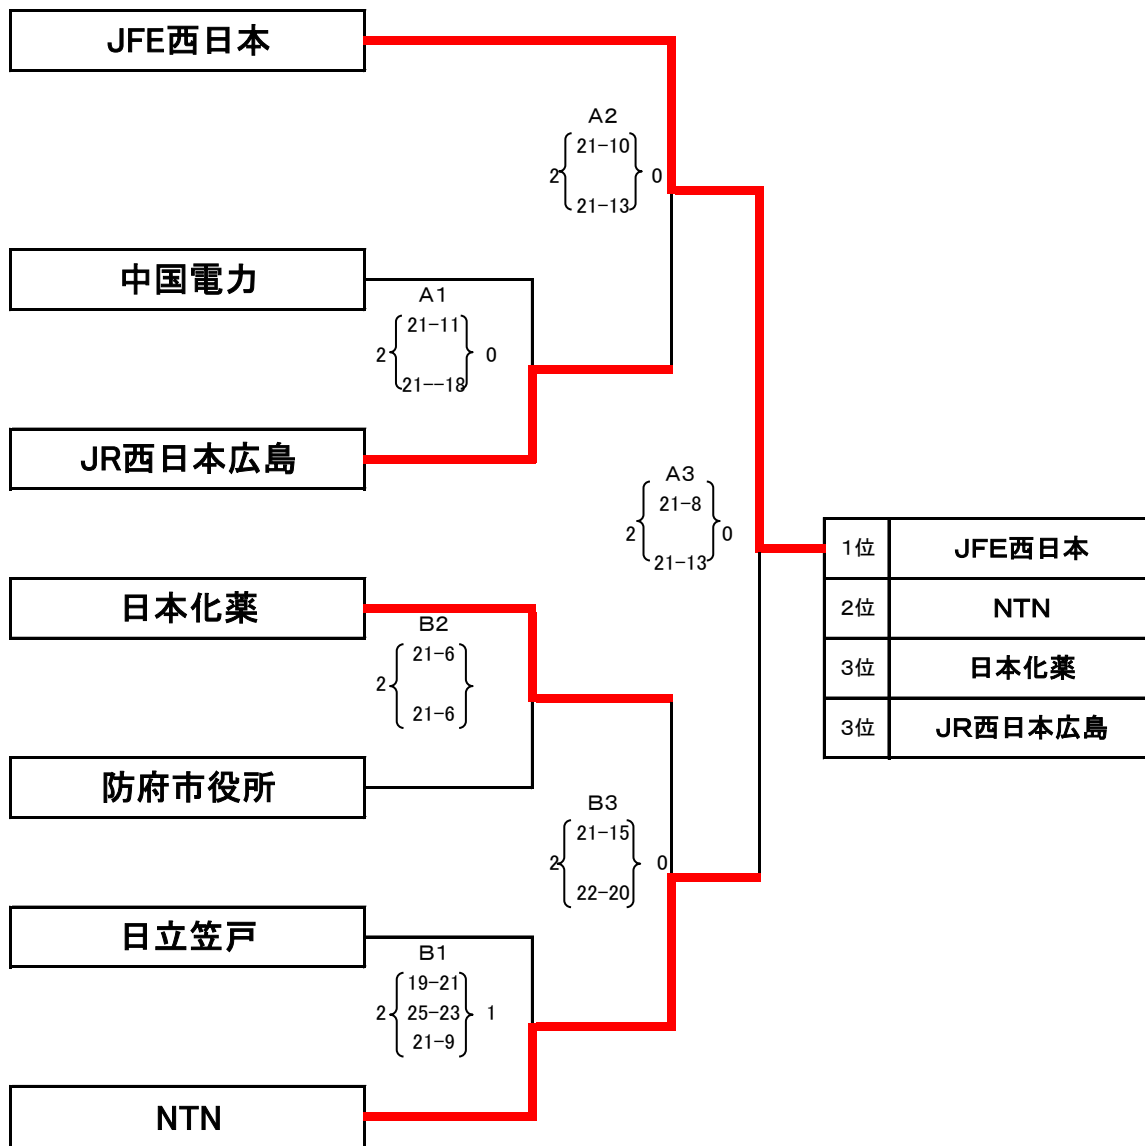 JFE西日本
A2
21-10
2 0
21-13
中国電力
A1
21-11
2 0
21--18
JR西日本広島
A3
21-8
2 0
21-13
1位 JFE西日本
2位 NTN
3位 日本化薬
3位 JR西日本広島
日本化薬
B2
21-6
2
21-6
防府市役所
B3
21-15
2 0
22-20
日立笠戸
B1
19-21
2 25-23 1
21-9
NTN